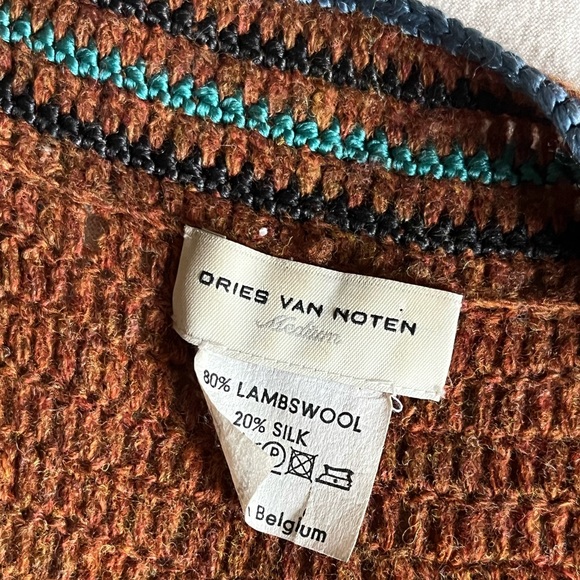 DRIES VAN NOTEN
Medium
80% LAMBSWOOL
20% SILK
P
Belgium